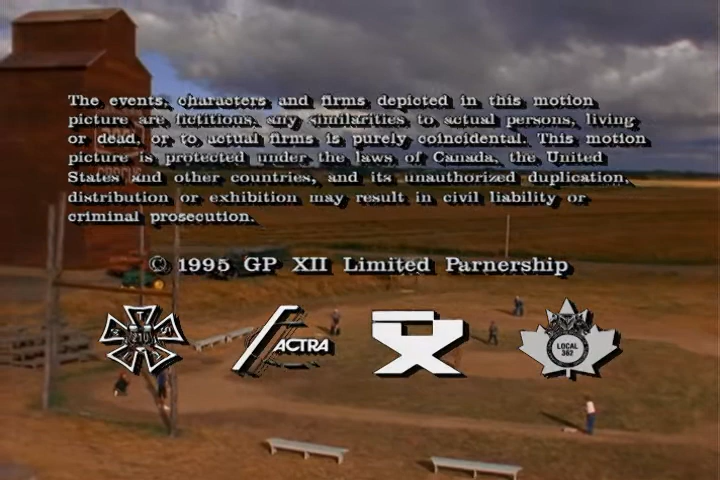 The events, characters and firms depicted in this motion
picture are fictitious, any similarities to actual persons, living
or dead, or to actual firms is purely coincidental. This motion
picture is protected under the laws of Canada, the United
States and other countries, and its unauthorized duplication,
distribution or exhibition may result in civil liability or
criminal prosecution.
CROCUS
© 1995 GP XII Limited Parnership
210
ACTRA
LOCAL
362